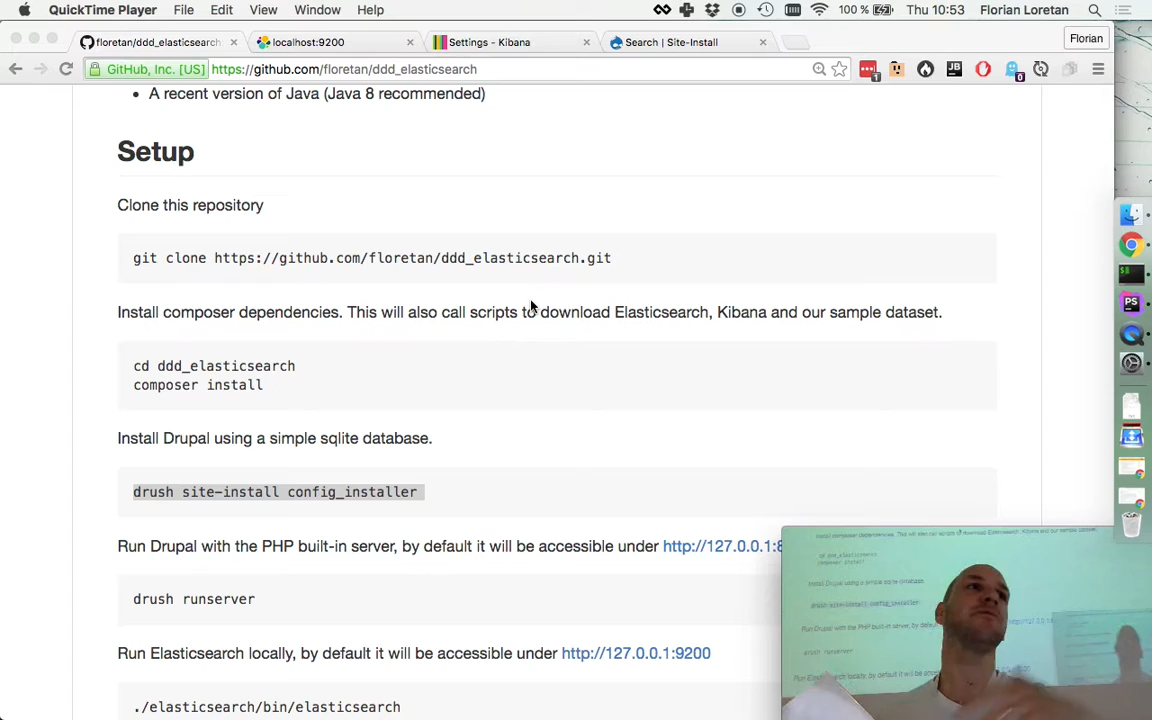 QuickTime Player File Edit View Window Help 100 % Thu 10:53 Florian Loretan
floretan/ddd_elasticsearch localhost:9200 Settings - Kibana Search | Site-Install Florian
GitHub, Inc. [US] https://github.com/floretan/ddd_elasticsearch
A recent version of Java (Java 8 recommended)
Setup
Clone this repository
git clone https://github.com/floretan/ddd_elasticsearch.git
Install composer dependencies. This will also call scripts to download Elasticsearch, Kibana and our sample dataset.
cd ddd_elasticsearch
composer install
Install Drupal using a simple sqlite database.
drush site-install config_installer
Run Drupal with the PHP built-in server, by default it will be accessible under http://127.0.0.1:8
drush runserver
Run Elasticsearch locally, by default it will be accessible under http://127.0.0.1:9200
./elasticsearch/bin/elasticsearch